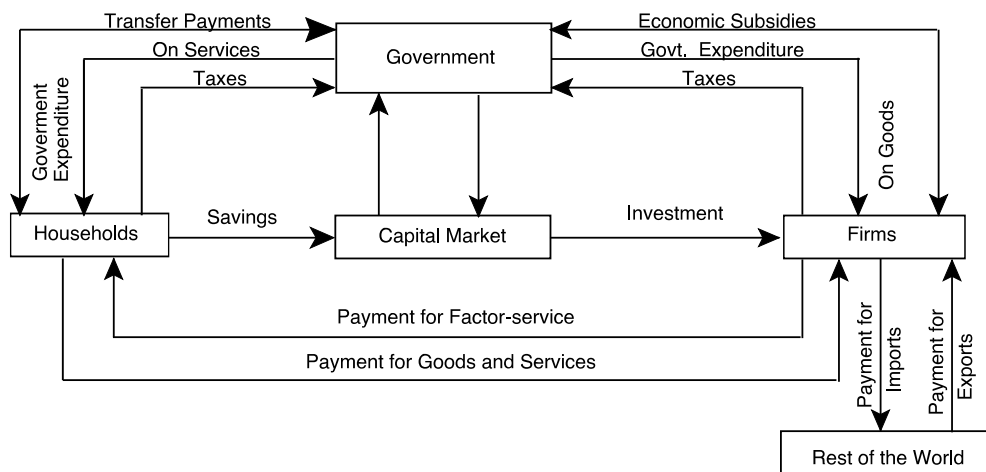 Transfer Payments
Economic Subsidies
On Services
Government
Govt. Expenditure
Taxes
Taxes
Goverment
Expenditure
On Goods
Households
Savings
Capital Market
Investment
Firms
Payment for Factor-service
Payment for Goods and Services
Payment for
Imports
Payment for
Exports
Rest of the World